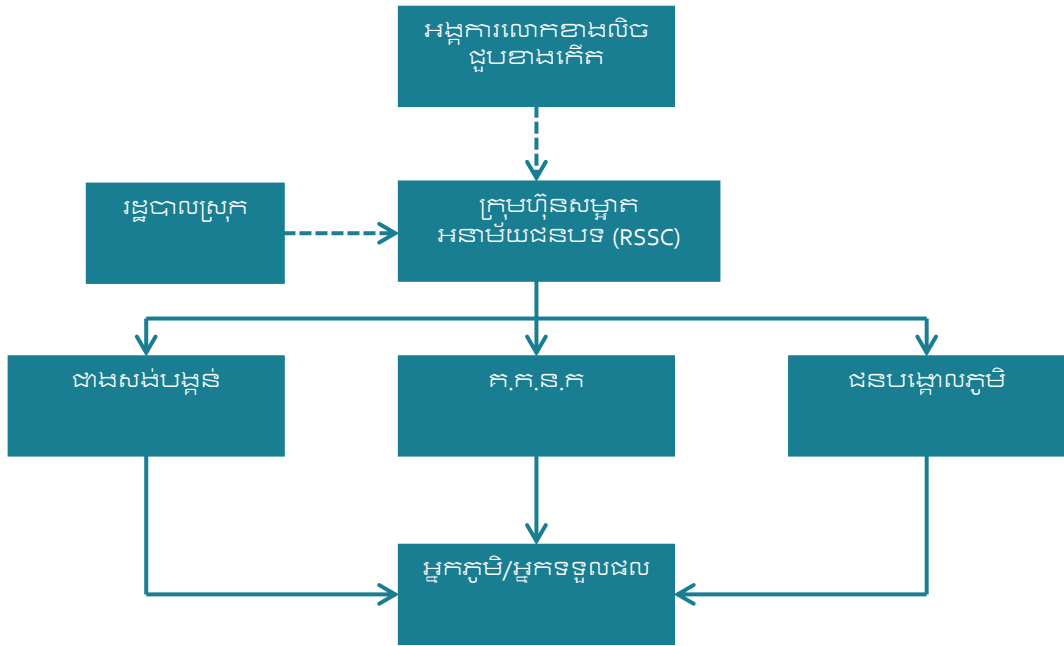 អង្គការលោកខាងលិច
ជួបខាងកើត
រដ្ឋបាលស្រុក
ក្រុមហ៊ុនសម្អាត
អនាម័យជនបទ (RSSC)
ជាងសង់បង្គន់
គ.ក.ន.ក
ជនបង្គោលភូមិ
អ្នកភូមិ/អ្នកទទួលផល